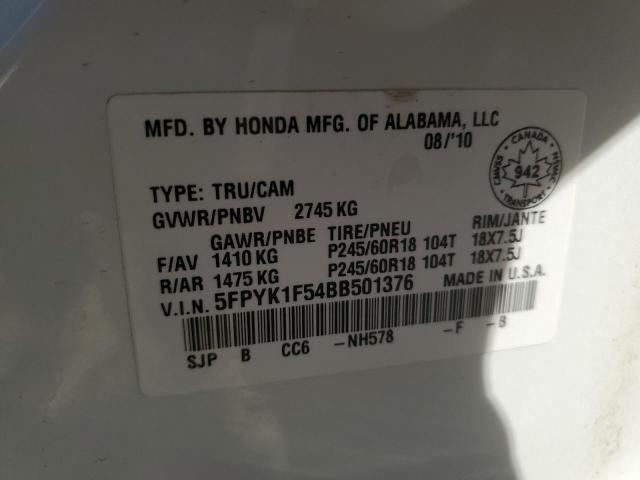 MFD. BY HONDA MFG. OF ALABAMA, LLC
08/'10
CANADA
CMVSS 942 NSVAC
TRANSPORT
TYPE: TRU/CAM
GVWR/PNBV 2745 KG
GAWR/PNBE TIRE/PNEU RIM/JANTE
F/AV 1410 KG P245/60R18 104T 18X7.5J
R/AR 1475 KG P245/60R18 104T 18X7.5J
V.I.N. 5FPYK1F54BB501376 MADE IN U.S.A.
SJP B CC6 -NH578 -F -B